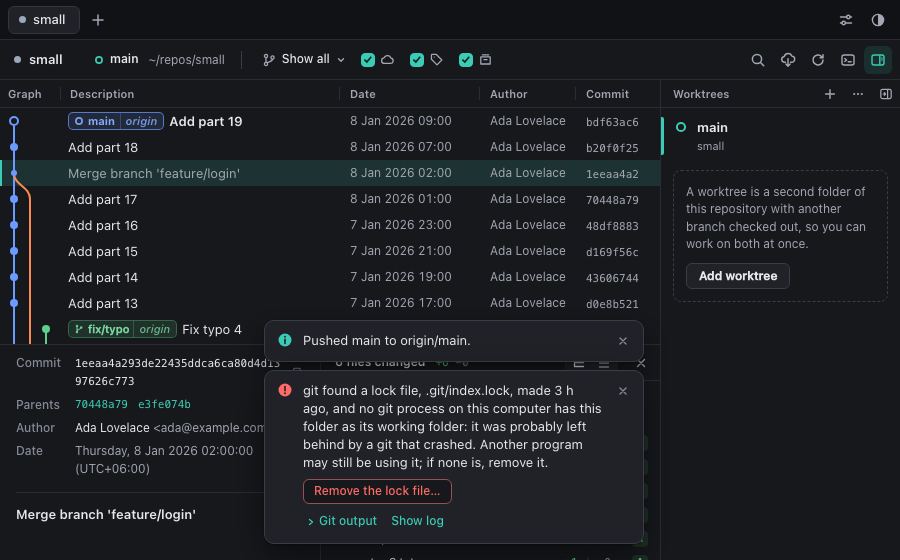 small
small
main ~/repos/small
Show all
Graph Description Date Author Commit
main origin Add part 19 8 Jan 2026 09:00 Ada Lovelace bdf63ac6
Add part 18 8 Jan 2026 07:00 Ada Lovelace b20f0f25
Merge branch 'feature/login' 8 Jan 2026 02:00 Ada Lovelace 1eeaa4a2
Add part 17 8 Jan 2026 01:00 Ada Lovelace 70448a79
Add part 16 7 Jan 2026 23:00 Ada Lovelace 48df8883
Add part 15 7 Jan 2026 21:00 Ada Lovelace d169f56c
Add part 14 7 Jan 2026 19:00 Ada Lovelace 43606744
Add part 13 7 Jan 2026 17:00 Ada Lovelace d0e8b521
fix/typo origin Fix typo 4
Worktrees
main
small
A worktree is a second folder of
this repository with another
branch checked out, so you can
work on both at once.
Add worktree
Commit 1eeaa4a293de22435ddca6ca80d4d13
97626c773
Parents 70448a79 e3fe074b
Author Ada Lovelace <ada@example.com
Date Thursday, 8 Jan 2026 02:00:00
(UTC+06:00)
Merge branch 'feature/login'
Pushed main to origin/main.
files changed
git found a lock file, .git/index.lock, made 3 h
ago, and no git process on this computer has this
folder as its working folder: it was probably left
behind by a git that crashed. Another program
may still be using it; if none is, remove it.
Remove the lock file...
Git output Show log